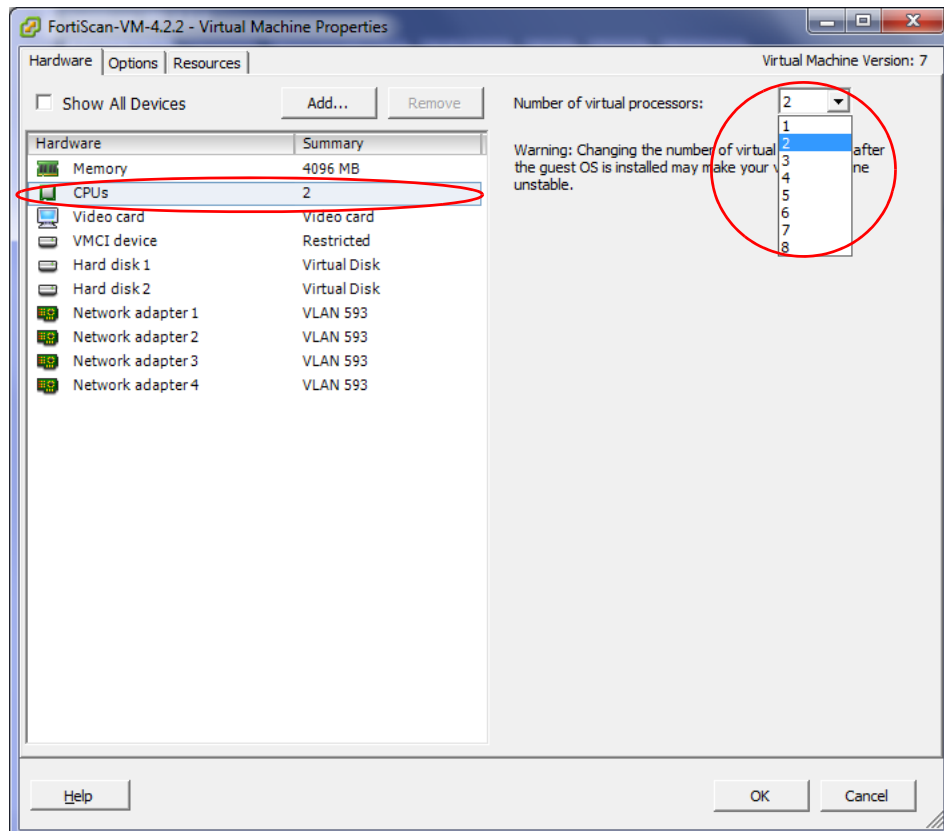 FortiScan-VM-4.2.2 - Virtual Machine Properties
Hardware Options Resources Virtual Machine Version: 7
Show All Devices Add... Remove
Hardware Summary
Memory 4096 MB
CPUs 2
Video card Video card
VMCI device Restricted
Hard disk 1 Virtual Disk
Hard disk 2 Virtual Disk
Network adapter 1 VLAN 593
Network adapter 2 VLAN 593
Network adapter 3 VLAN 593
Network adapter 4 VLAN 593
Number of virtual processors: 2
1
2
3
4
5
6
7
8
Warning: Changing the number of virtual after
the guest OS is installed may make your
unstable.
Help OK Cancel